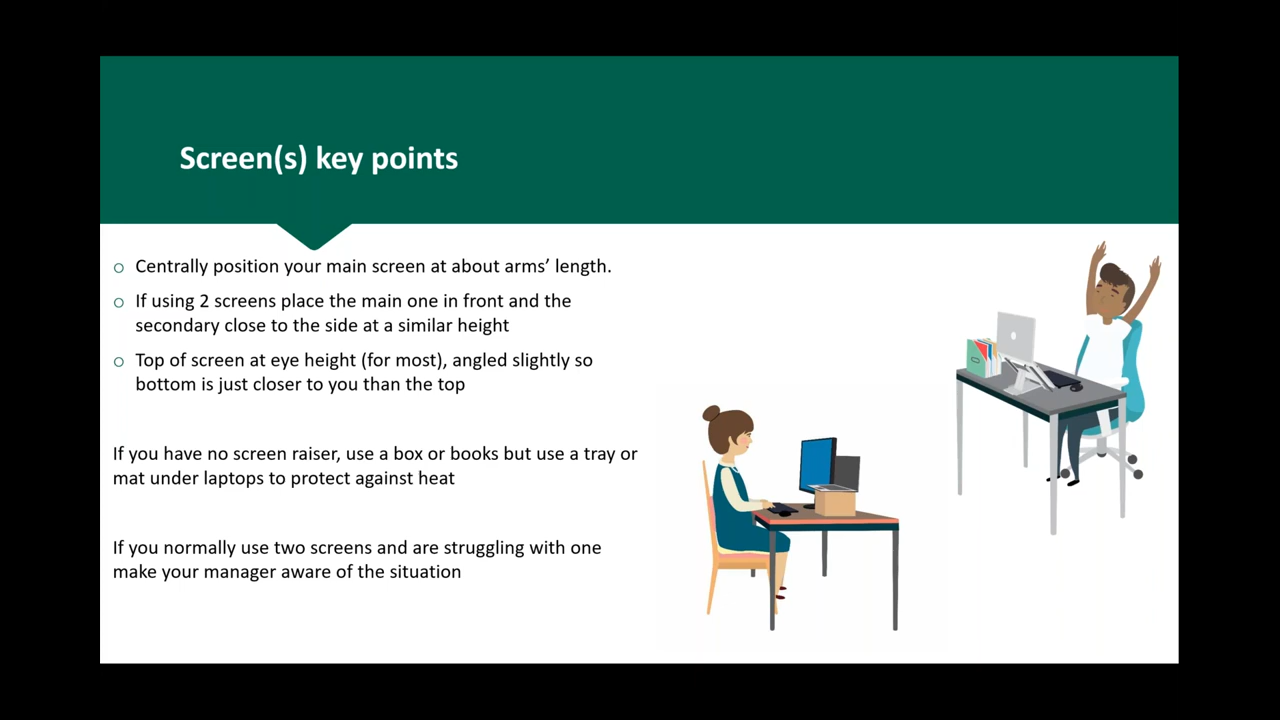 Screen(s) key points
○ Centrally position your main screen at about arms’ length.
○ If using 2 screens place the main one in front and the
secondary close to the side at a similar height
○ Top of screen at eye height (for most), angled slightly so
bottom is just closer to you than the top
If you have no screen raiser, use a box or books but use a tray or
mat under laptops to protect against heat
If you normally use two screens and are struggling with one
make your manager aware of the situation